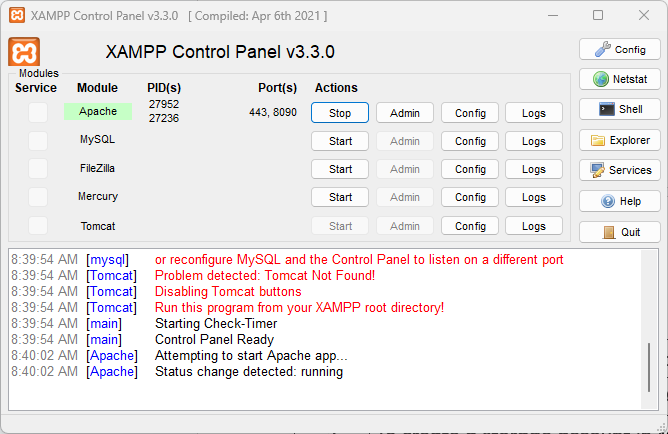 XAMPP Control Panel v3.3.0 [ Compiled: Apr 6th 2021 ]
XAMPP Control Panel v3.3.0
Config
Modules
Service Module PID(s) Port(s) Actions
Netstat
Apache 27952 27236 443, 8090 Stop Admin Config Logs
Shell
MySQL Start Admin Config Logs
Explorer
FileZilla Start Admin Config Logs
Services
Mercury Start Admin Config Logs
Help
Tomcat Start Admin Config Logs
Quit
8:39:54 AM [mysql] or reconfigure MySQL and the Control Panel to listen on a different port
8:39:54 AM [Tomcat] Problem detected: Tomcat Not Found!
8:39:54 AM [Tomcat] Disabling Tomcat buttons
8:39:54 AM [Tomcat] Run this program from your XAMPP root directory!
8:39:54 AM [main] Starting Check-Timer
8:39:54 AM [main] Control Panel Ready
8:40:02 AM [Apache] Attempting to start Apache app...
8:40:02 AM [Apache] Status change detected: running